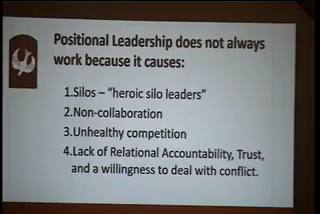 Positional Leadership does not always
work because it causes:
1.Silos – “heroic silo leaders”
2.Non-collaboration
3.Unhealthy competition
4.Lack of Relational Accountability, Trust,
and a willingness to deal with conflict.